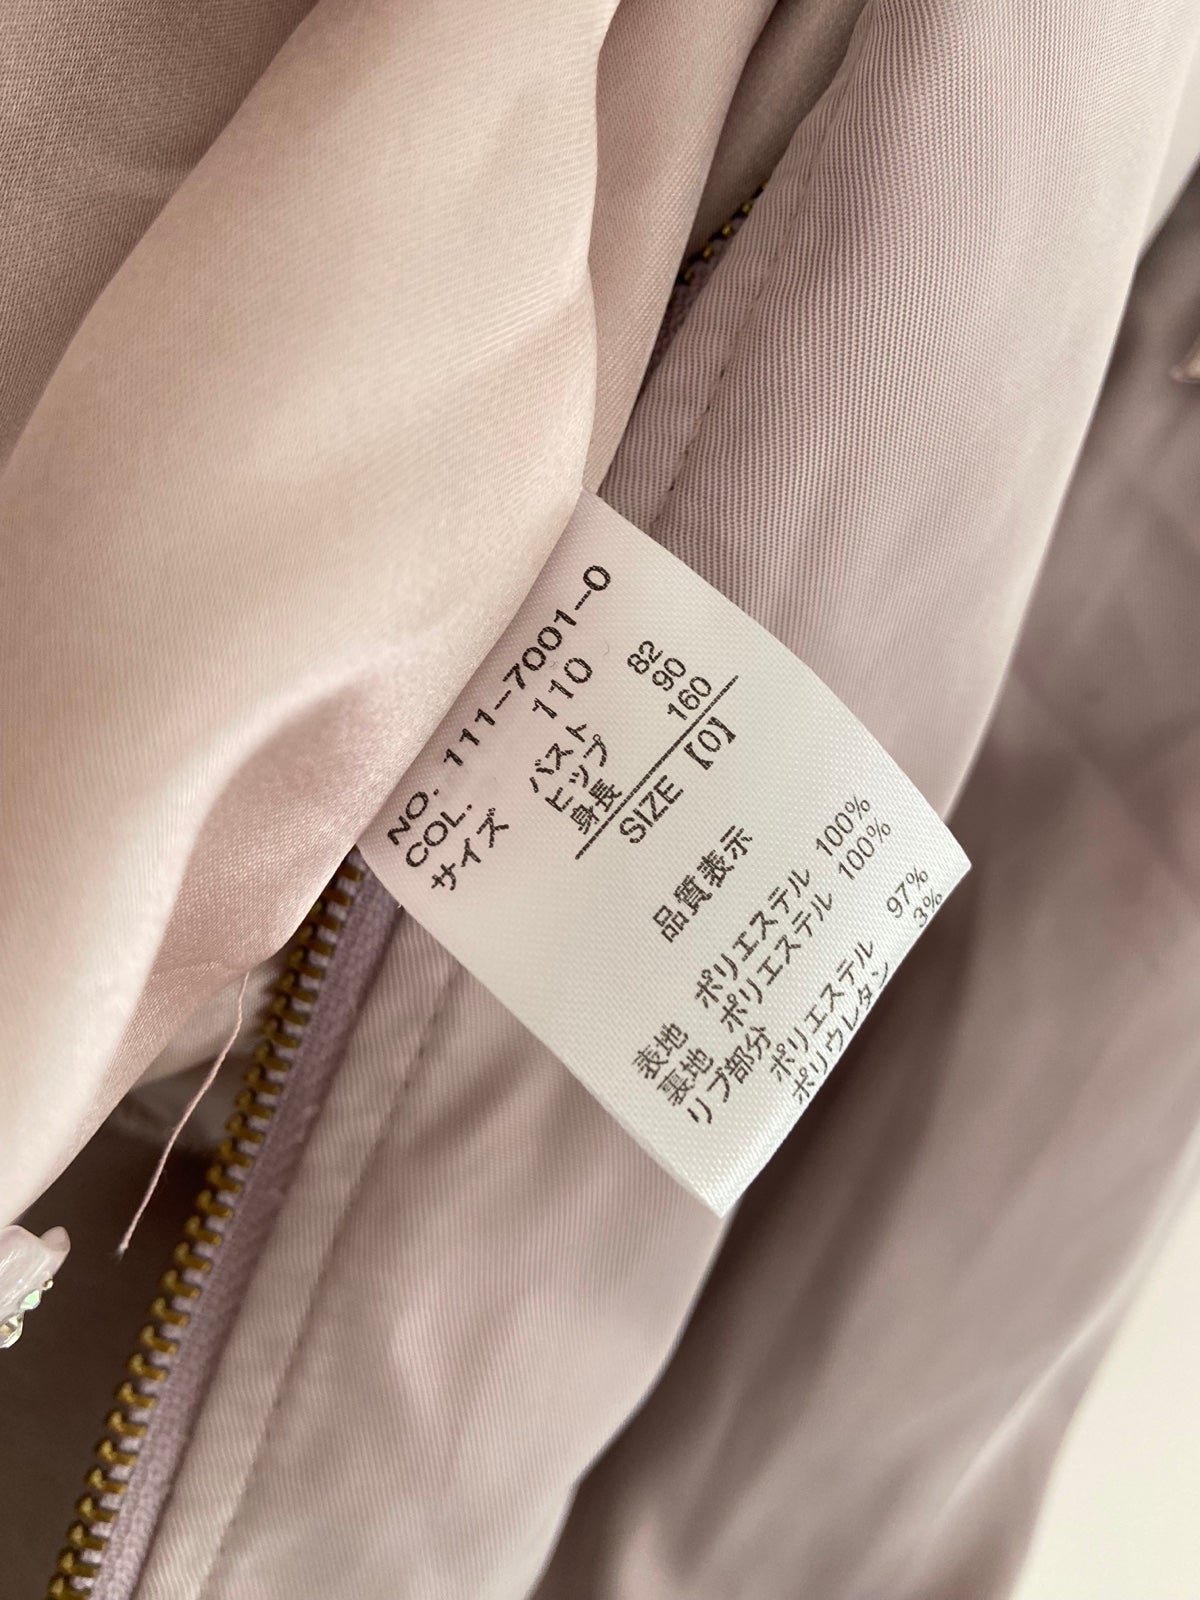 NO. 111-7001-0
COL. 110
サイズ
バスト 82
ヒップ 90
身長 160
SIZE 【0】
品質表示
表地 ポリエステル 100%
裏地 ポリエステル 100%
リブ部分
ポリエステル 97%
ポリウレタン 3%